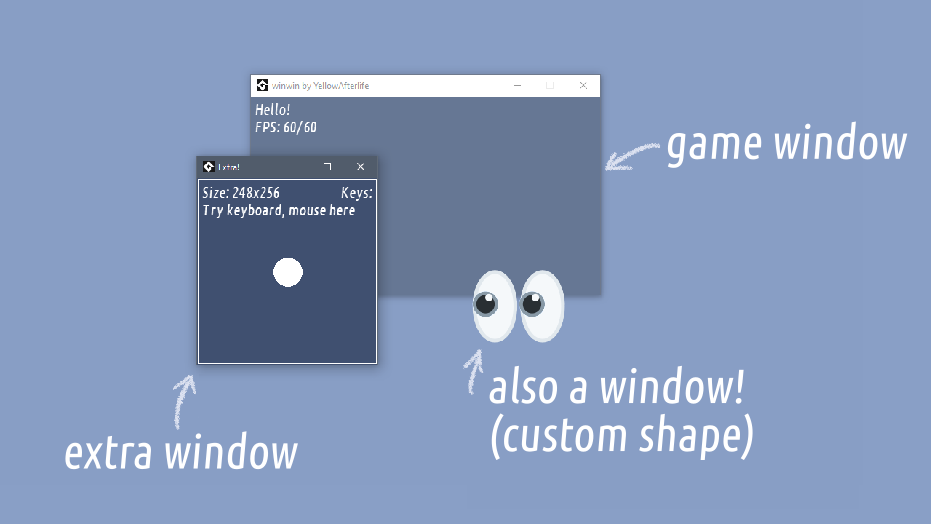 winwin by YellowAfterlife
Hello!
FPS: 60/60
game window
Extra!
Size: 248x256 Keys:
Try keyboard, mouse here
also a window!
(custom shape)
extra window